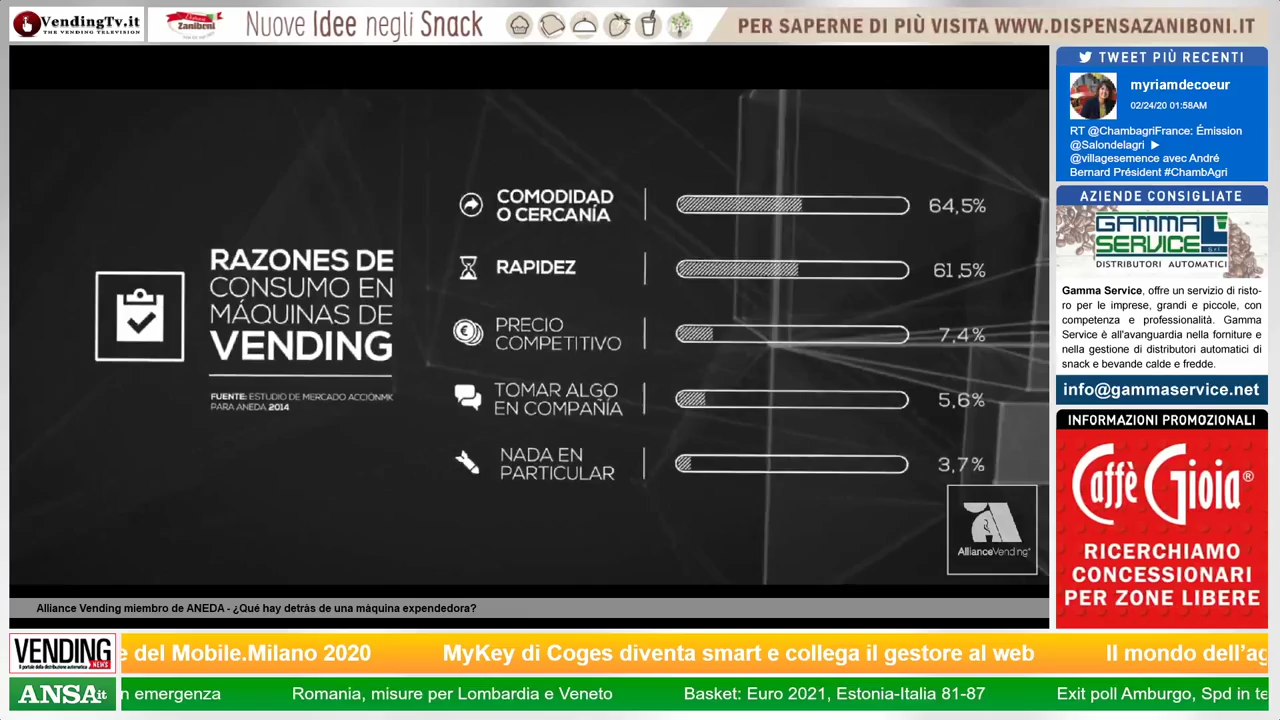 VendingTv.it
THE VENDING TELEVISION
Dispensa
Zaniboni
Nuove Idee negli Snack
PER SAPERNE DI PIÙ VISITA WWW.DISPENSAZANIBONI.IT
RAZONES DE
CONSUMO EN
MÁQUINAS DE
VENDING
FUENTE: ESTUDIO DE MERCADO ACCIONMK
PARA ANEDA 2014
COMODIDAD
O CERCANÍA
64,5%
RAPIDEZ
61,5%
PRECIO
COMPETITIVO
7,4%
TOMAR ALGO
EN COMPAÑÍA
5,6%
NADA EN
PARTICULAR
3,7%
AllianceVending®
Alliance Vending miembro de ANEDA - ¿Qué hay detrás de una máquina expendedora?
TWEET PIÙ RECENTI
myriamdecoeur
02/24/20 01:58AM
RT @ChambagriFrance: Émission
@Salondelagri ▶
@villagesemence avec André
Bernard Président #ChambAgri
AZIENDE CONSIGLIATE
GAMMA
SERVICE S.r.l.
DISTRIBUTORI AUTOMATICI
Gamma Service, offre un servizio di risto-
ro per le imprese, grandi e piccole, con
competenza e professionalità. Gamma
Service è all'avanguardia nella forniture e
nella gestione di distributori automatici di
snack e bevande calde e fredde.
info@gammaservice.net
INFORMAZIONI PROMOZIONALI
Caffè Gioia®
RICERCHIAMO
CONCESSIONARI
PER ZONE LIBERE
VENDING NEWS
Il portale della distribuzione automatica
e del Mobile.Milano 2020 MyKey di Coges diventa smart e collega il gestore al web Il mondo dell'ag
ANSA.it
n emergenza Romania, misure per Lombardia e Veneto Basket: Euro 2021, Estonia-Italia 81-87 Exit poll Amburgo, Spd in te